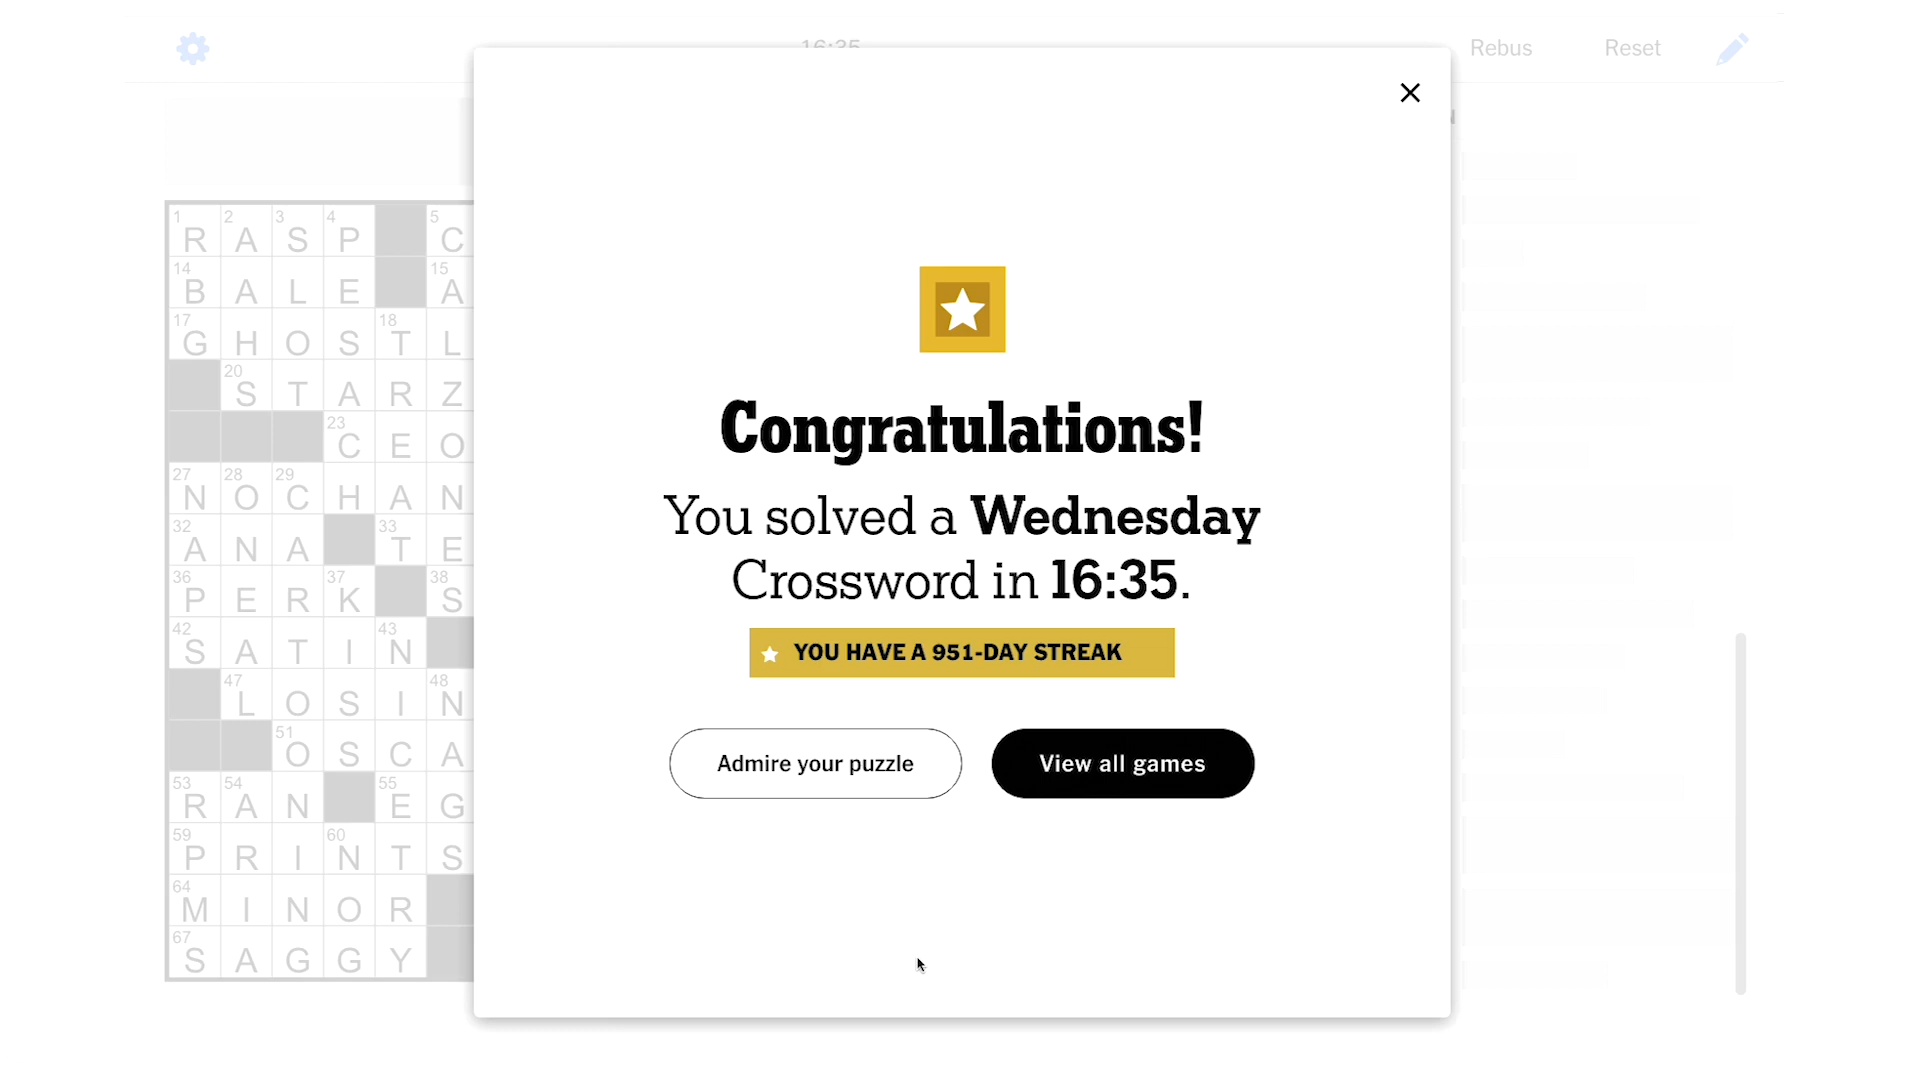 16:35
Rebus
Reset
Congratulations!
You solved a Wednesday
Crossword in 16:35.
YOU HAVE A 951-DAY STREAK
Admire your puzzle
View all games
1 R 2 A 3 S 4 P 5 C
14 B A L E 15 A
17 G H O S 18 T L
20 S T A R Z
23 C E O
27 N 28 O 29 C H A N
32 A N A 33 T E
36 P E R 37 K 38 S
42 S A T I 43 N
47 L O S I 48 N
51 O S C A
53 R 54 A N 55 E G
59 P R I 60 N T S
64 M I N O R
67 S A G G Y